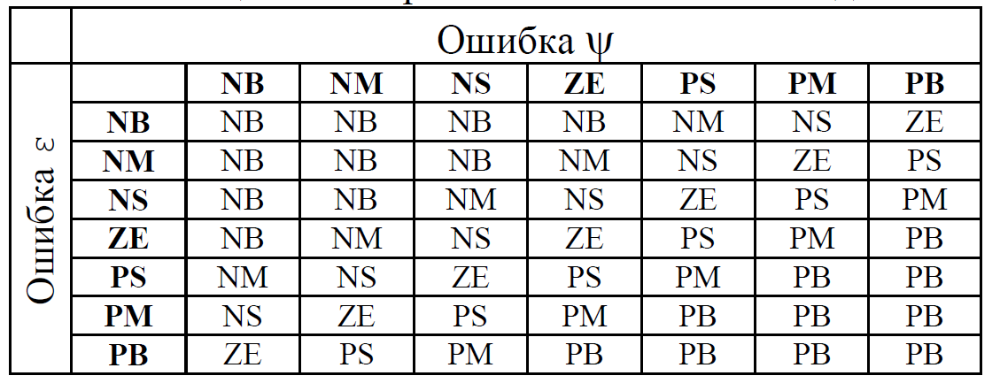 Ошибка ψ
Ошибка ε
NB NM NS ZE PS PM PB
NB NB NB NB NB NM NS ZE
NM NB NB NB NM NS ZE PS
NS NB NB NM NS ZE PS PM
ZE NB NM NS ZE PS PM PB
PS NM NS ZE PS PM PB PB
PM NS ZE PS PM PB PB PB
PB ZE PS PM PB PB PB PB